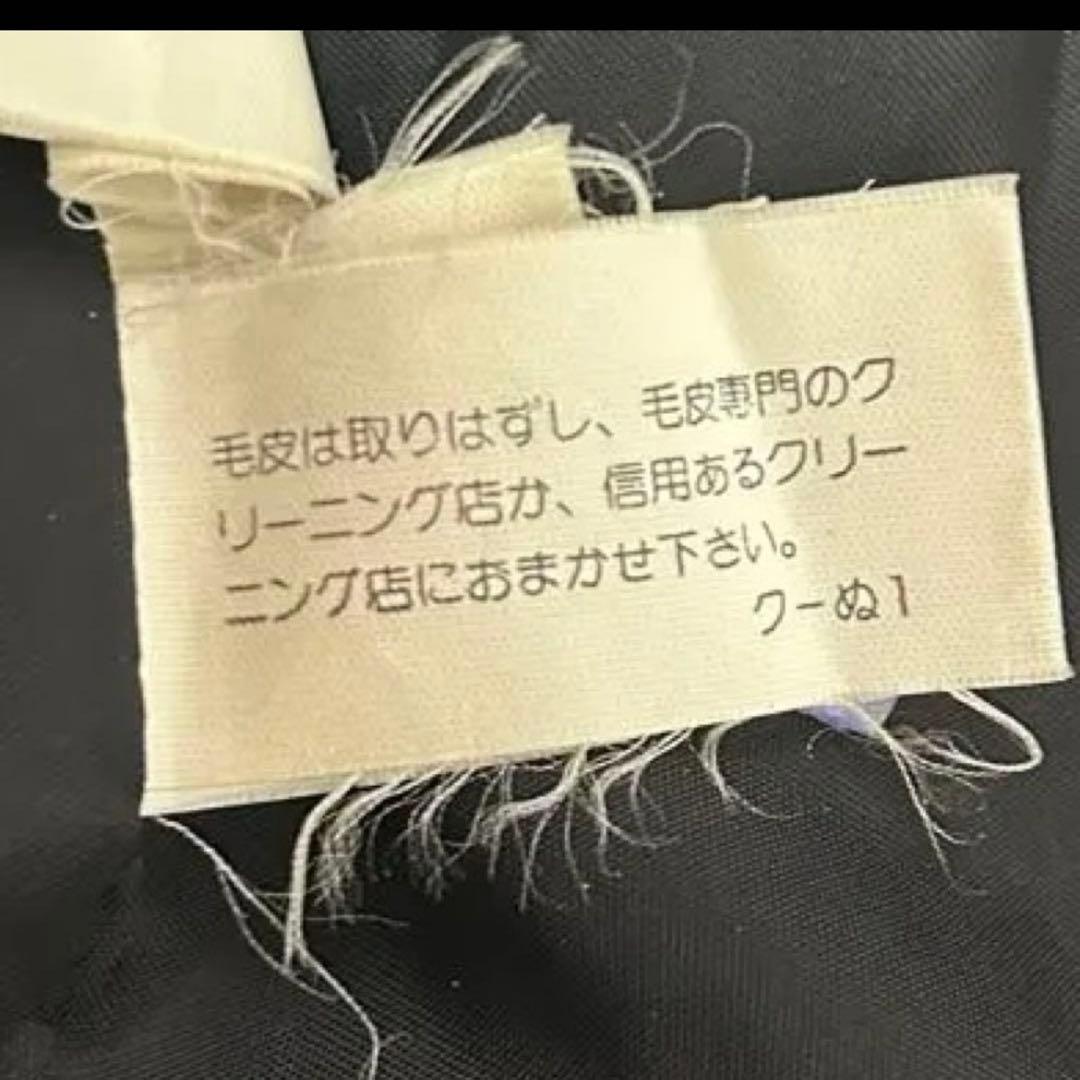 毛皮は取りはずし、毛皮専門のク
リーニング店か、信用あるクリー
ニング店におまかせ下さい。
クーぬ1